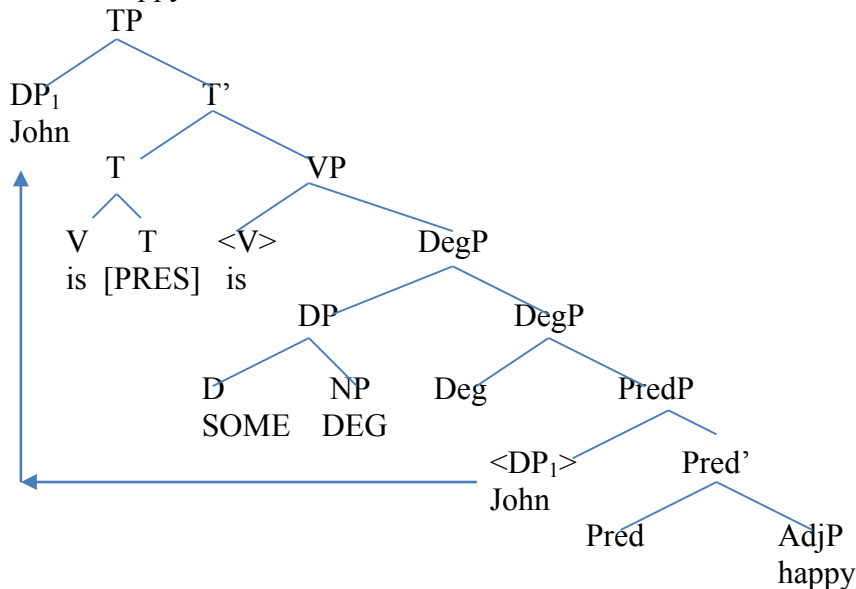 TP
DP₁ T’
John
T VP
V T <V> DegP
is [PRES] is
DP DegP
D NP Deg PredP
SOME DEG
<DP₁> Pred’
John
Pred AdjP
happy